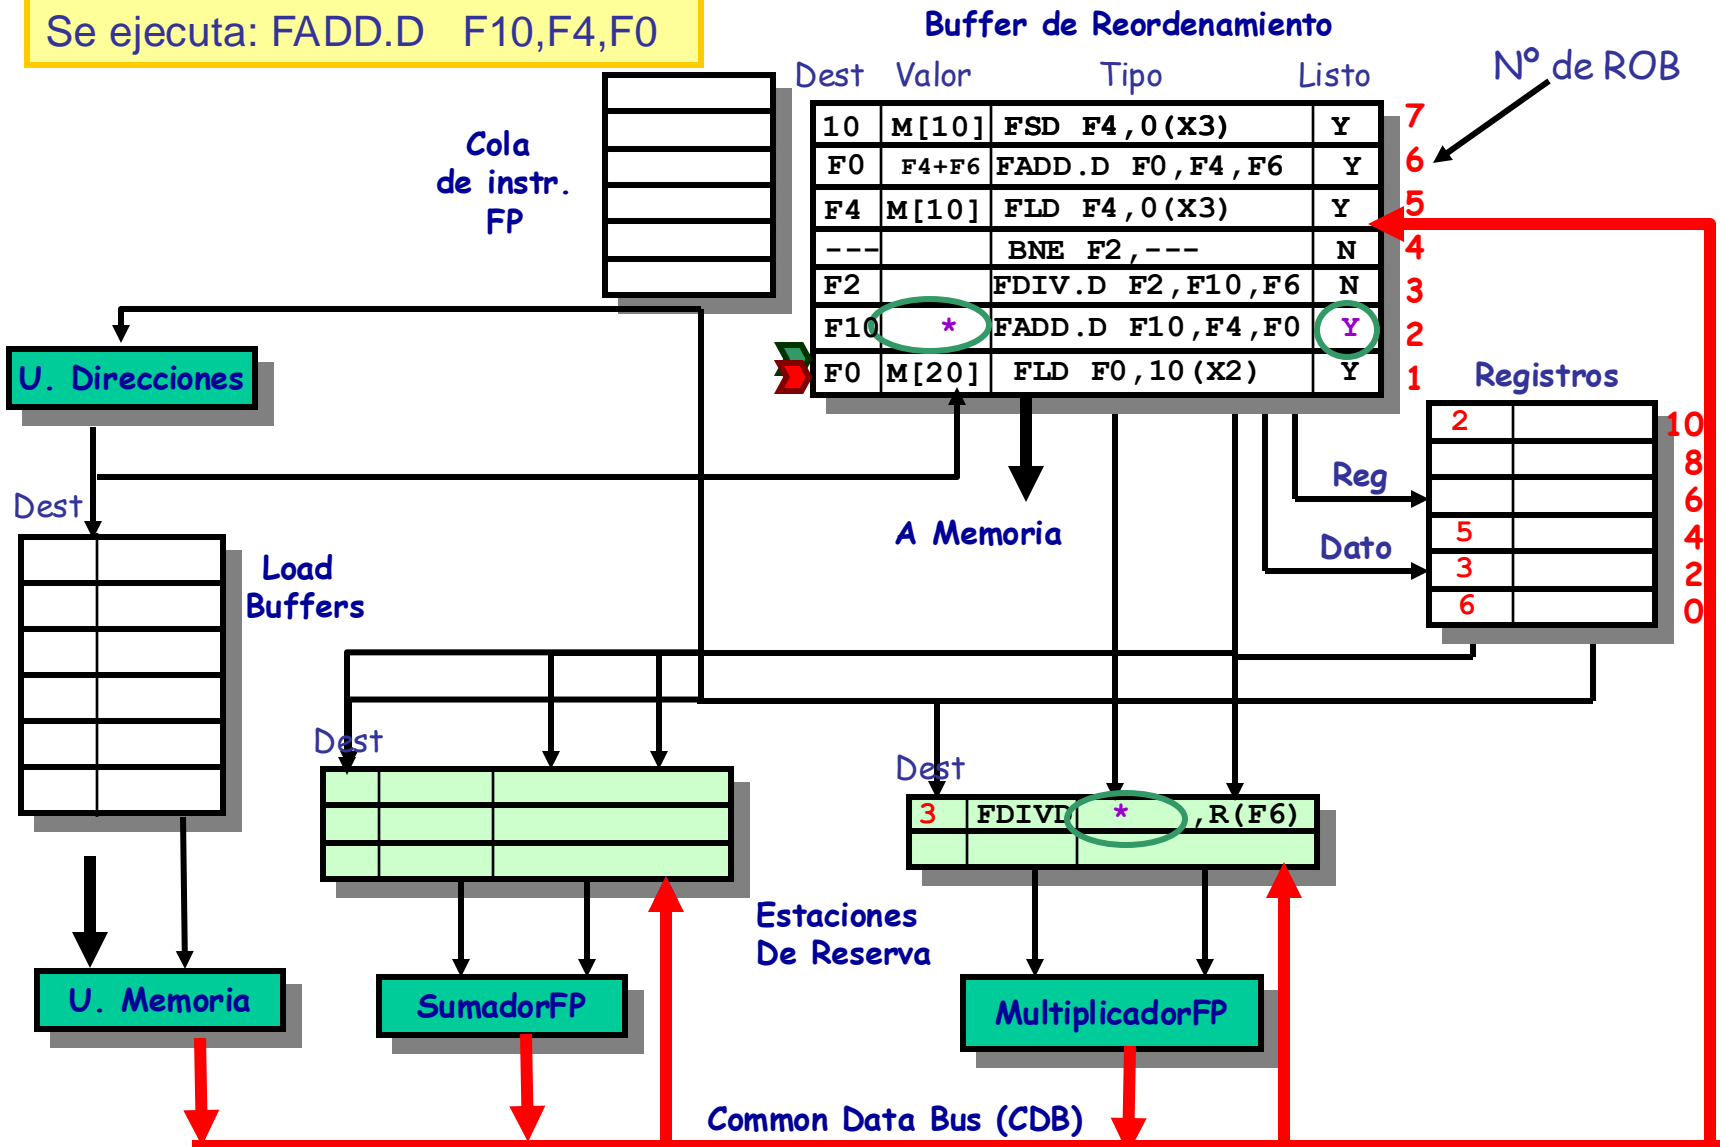 Se ejecuta: FADD.D F10,F4,F0
Buffer de Reordenamiento
Dest Valor Tipo Listo
Nº de ROB
10 M[10] FSD F4,0(X3) Y 7
F0 F4+F6 FADD.D F0,F4,F6 Y 6
F4 M[10] FLD F4,0(X3) Y 5
--- BNE F2,--- N 4
F2 FDIV.D F2,F10,F6 N 3
F10 * FADD.D F10,F4,F0 Y 2
F0 M[20] FLD F0,10(X2) Y 1
Cola
de instr.
FP
U. Direcciones
Registros
2 10
8
6
5 4
3 2
6 0
Reg
Dato
A Memoria
Dest
Load
Buffers
Dest
Dest
3 FDIVD * ,R(F6)
Estaciones
De Reserva
U. Memoria
SumadorFP
MultiplicadorFP
Common Data Bus (CDB)